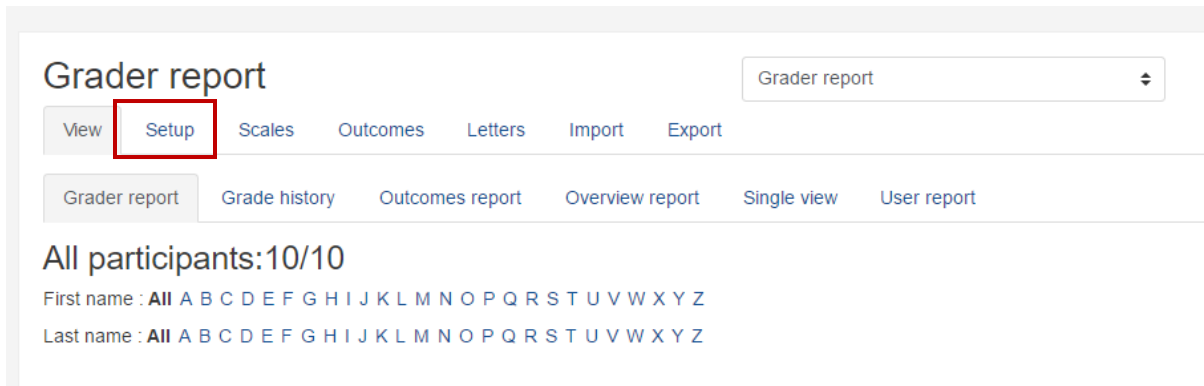 Grader report
Grader report
View Setup Scales Outcomes Letters Import Export
Grader report Grade history Outcomes report Overview report Single view User report
All participants:10/10
First name : All A B C D E F G H I J K L M N O P Q R S T U V W X Y Z
Last name : All A B C D E F G H I J K L M N O P Q R S T U V W X Y Z